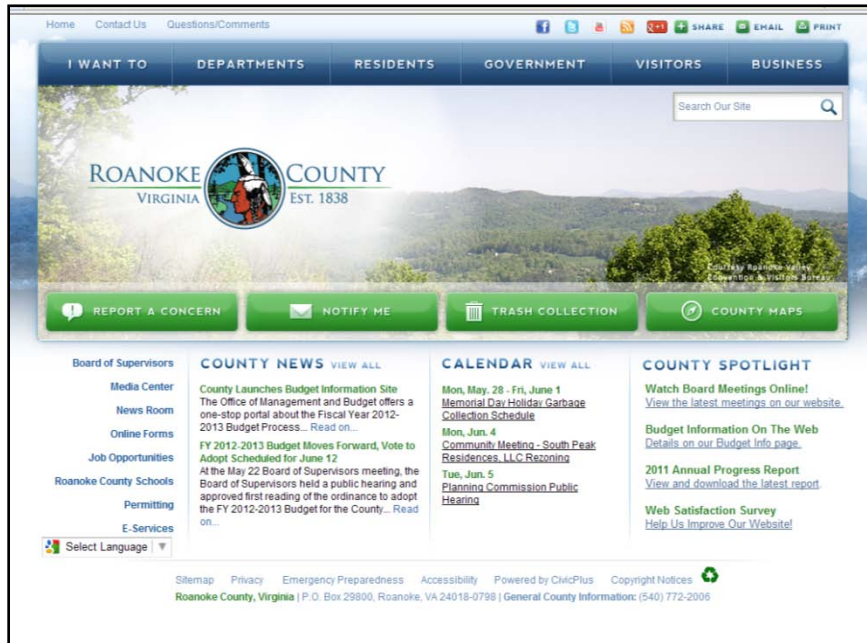 Home Contact Us Questions/Comments
SHARE EMAIL PRINT
I WANT TO DEPARTMENTS RESIDENTS GOVERNMENT VISITORS BUSINESS
Search Our Site
ROANOKE COUNTY
VIRGINIA EST. 1838
Courtesy Roanoke Valley
Convention & Visitors Bureau
REPORT A CONCERN NOTIFY ME TRASH COLLECTION COUNTY MAPS
Board of Supervisors
Media Center
News Room
Online Forms
Job Opportunities
Roanoke County Schools
Permitting
E-Services
Select Language
COUNTY NEWS VIEW ALL
County Launches Budget Information Site
The Office of Management and Budget offers a
one-stop portal about the Fiscal Year 2012-
2013 Budget Process... Read on...
FY 2012-2013 Budget Moves Forward, Vote to
Adopt Scheduled for June 12
At the May 22 Board of Supervisors meeting, the
Board of Supervisors held a public hearing and
approved first reading of the ordinance to adopt
the FY 2012-2013 Budget for the County... Read
on...
CALENDAR VIEW ALL
Mon, May. 28 - Fri, June 1
Memorial Day Holiday Garbage
Collection Schedule
Mon, Jun. 4
Community Meeting - South Peak
Residences, LLC Rezoning
Tue, Jun. 5
Planning Commission Public
Hearing
COUNTY SPOTLIGHT
Watch Board Meetings Online!
View the latest meetings on our website.
Budget Information On The Web
Details on our Budget Info page.
2011 Annual Progress Report
View and download the latest report.
Web Satisfaction Survey
Help Us Improve Our Website!
Sitemap Privacy Emergency Preparedness Accessibility Powered by CivicPlus Copyright Notices
Roanoke County, Virginia | P.O. Box 29800, Roanoke, VA 24018-0798 | General County Information: (540) 772-2006